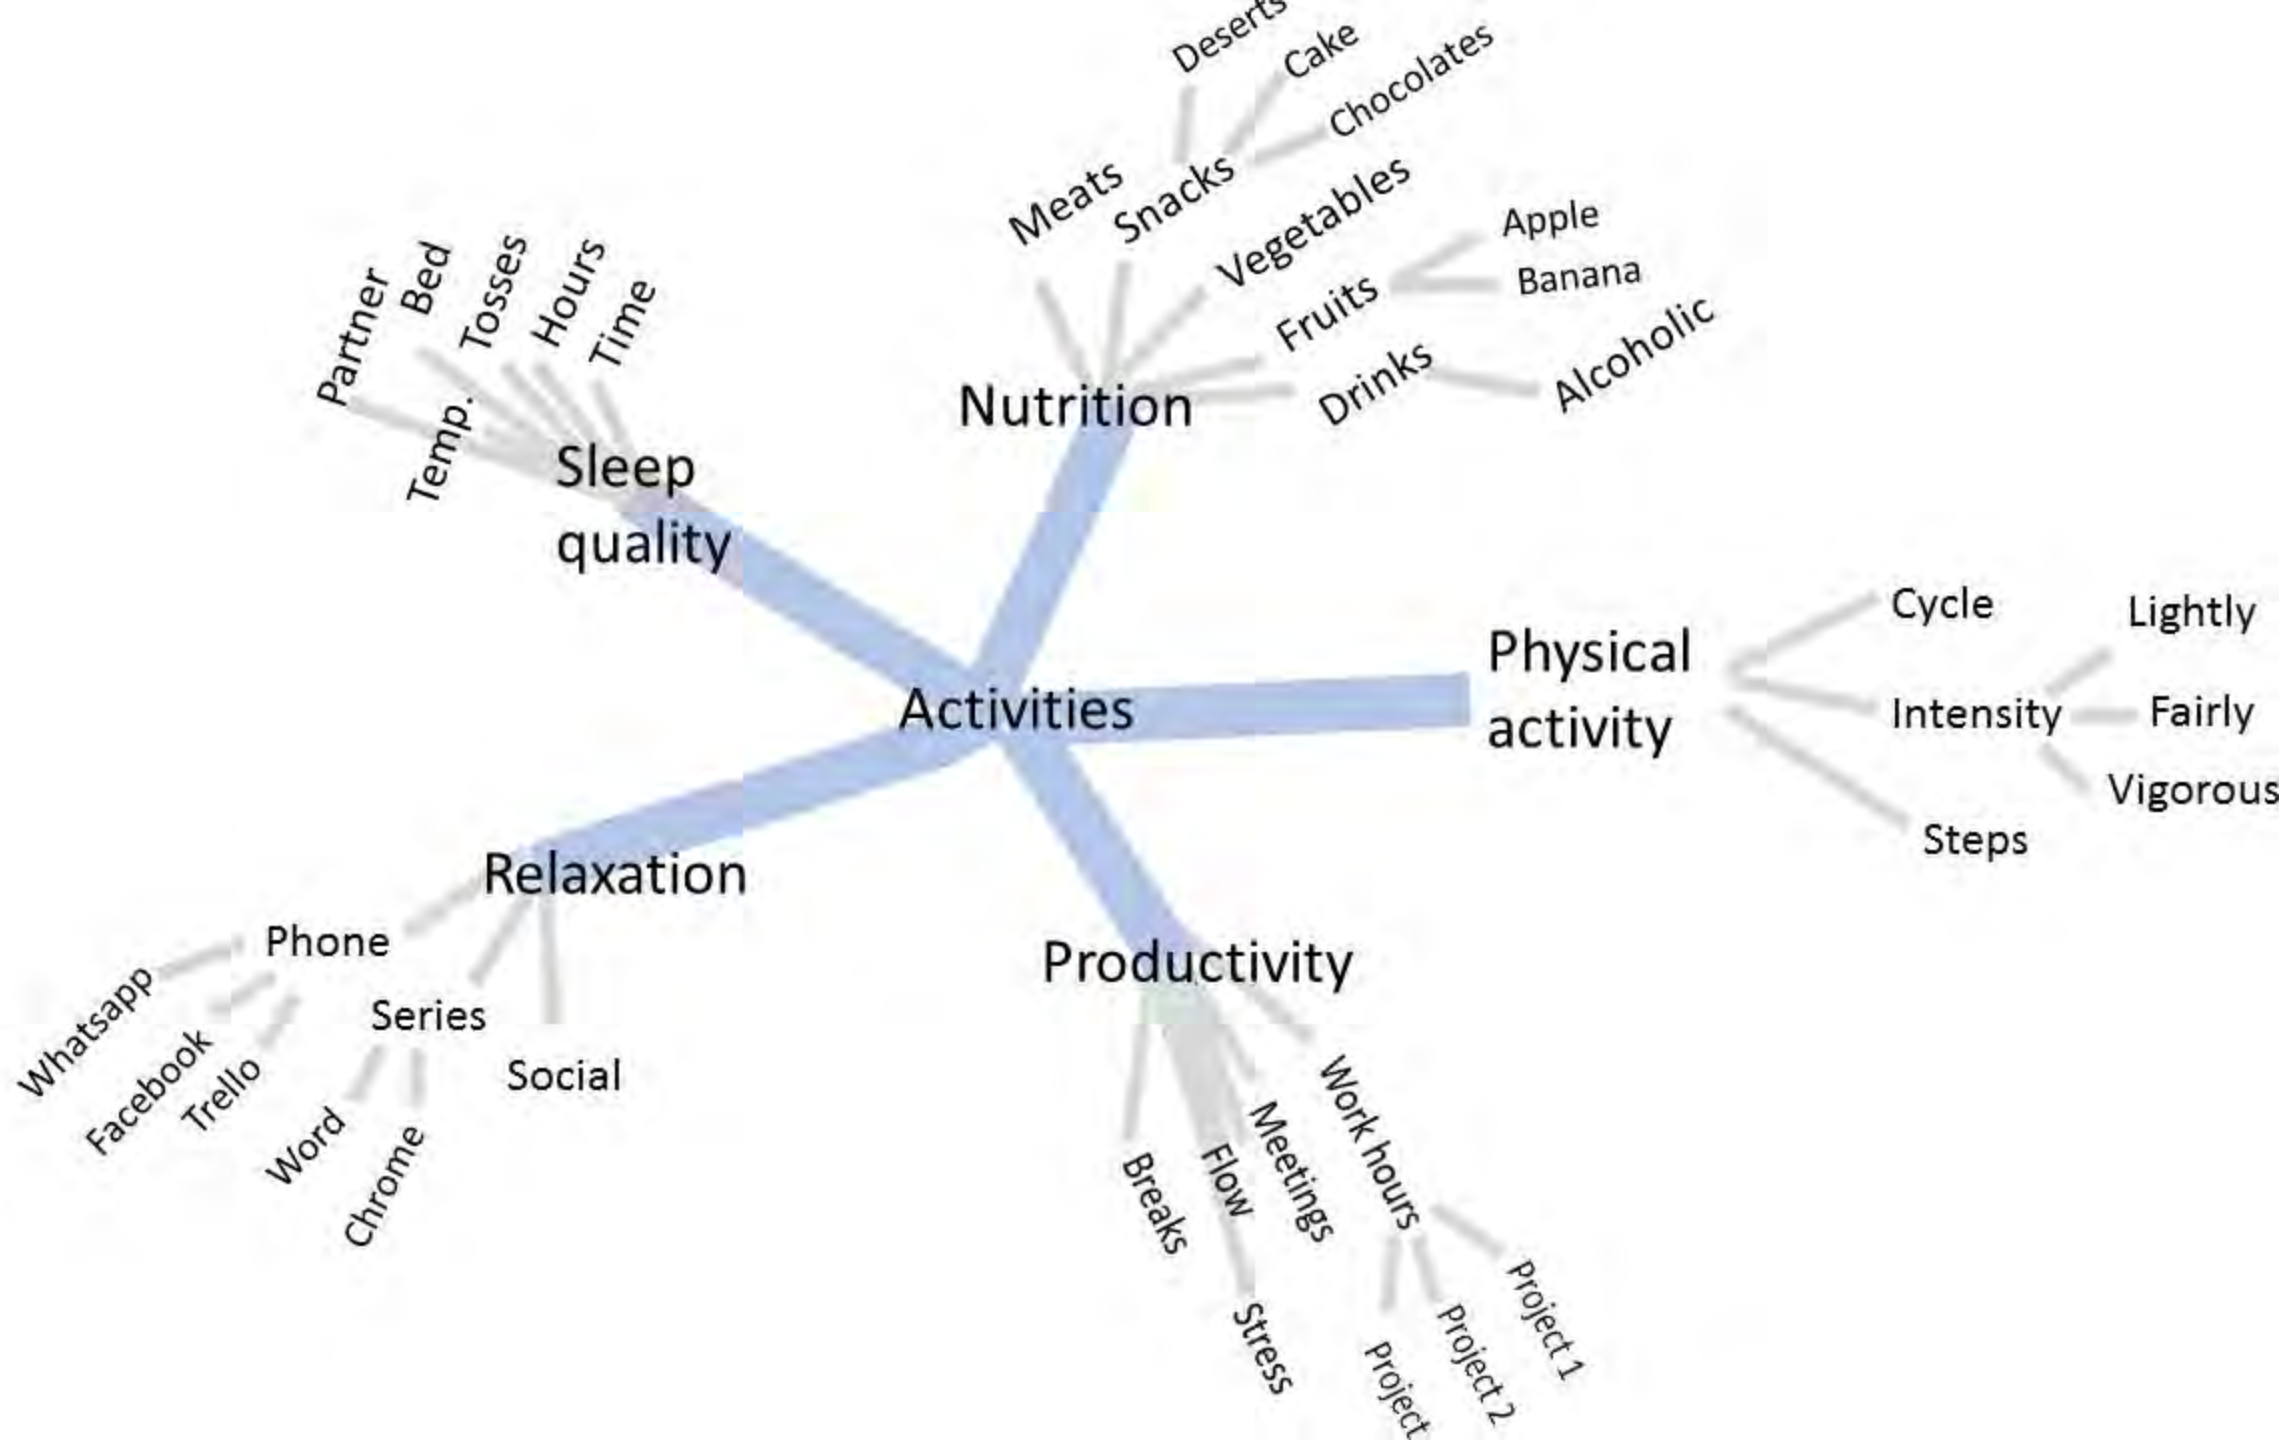 Deserts
Cake
Chocolates
Meats
Snacks
Vegetables
Apple
Banana
Fruits
Drinks
Alcoholic
Nutrition
Partner
Bed
Tosses
Hours
Time
Temp.
Sleep
quality
Activities
Physical
activity
Cycle
Intensity
Steps
Lightly
Fairly
Vigorous
Relaxation
Phone
Whatsapp
Facebook
Trello
Series
Word
Chrome
Social
Productivity
Breaks
Flow
Stress
Meetings
Work hours
Project 1
Project 2
Project